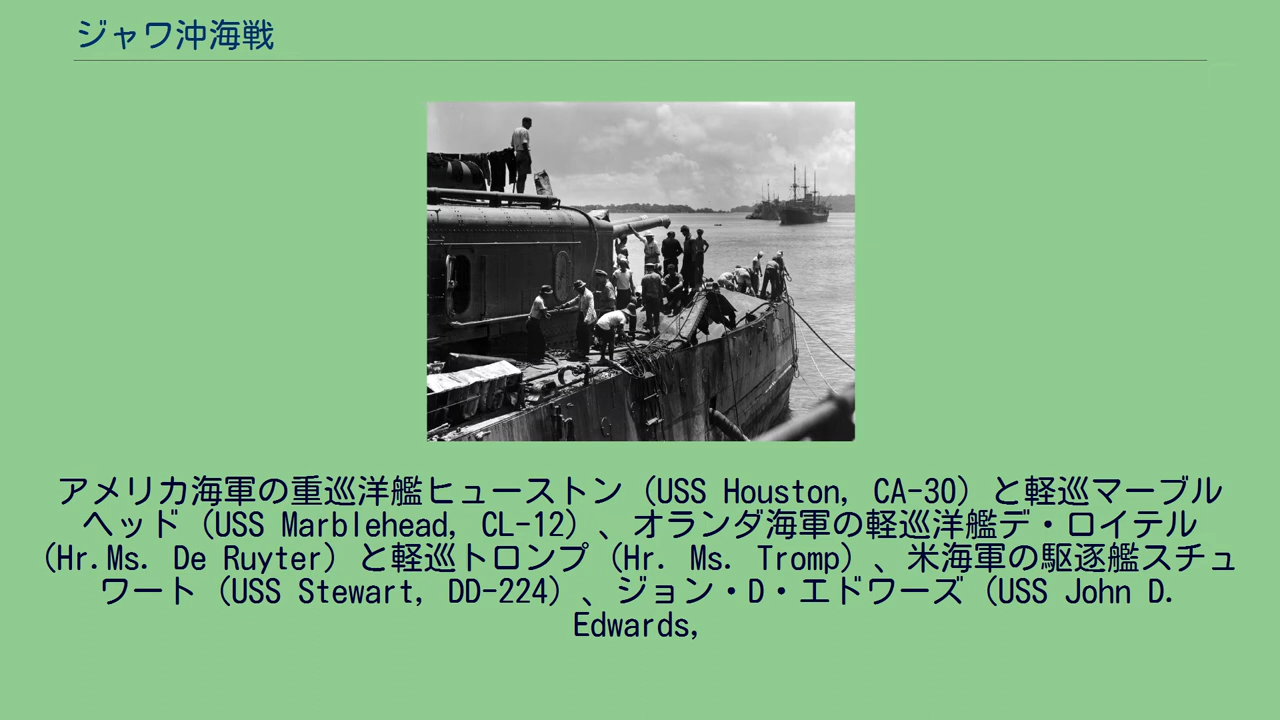 ジャワ沖海戦
アメリカ海軍の重巡洋艦ヒューストン（USS Houston, CA-30）と軽巡マーブル
ヘッド（USS Marblehead, CL-12）、オランダ海軍の軽巡洋艦デ・ロイテル
（Hr.Ms. De Ruyter）と軽巡トロンプ（Hr. Ms. Tromp）、米海軍の駆逐艦スチュ
ワート（USS Stewart, DD-224）、ジョン・D・エドワーズ（USS John D.
Edwards,